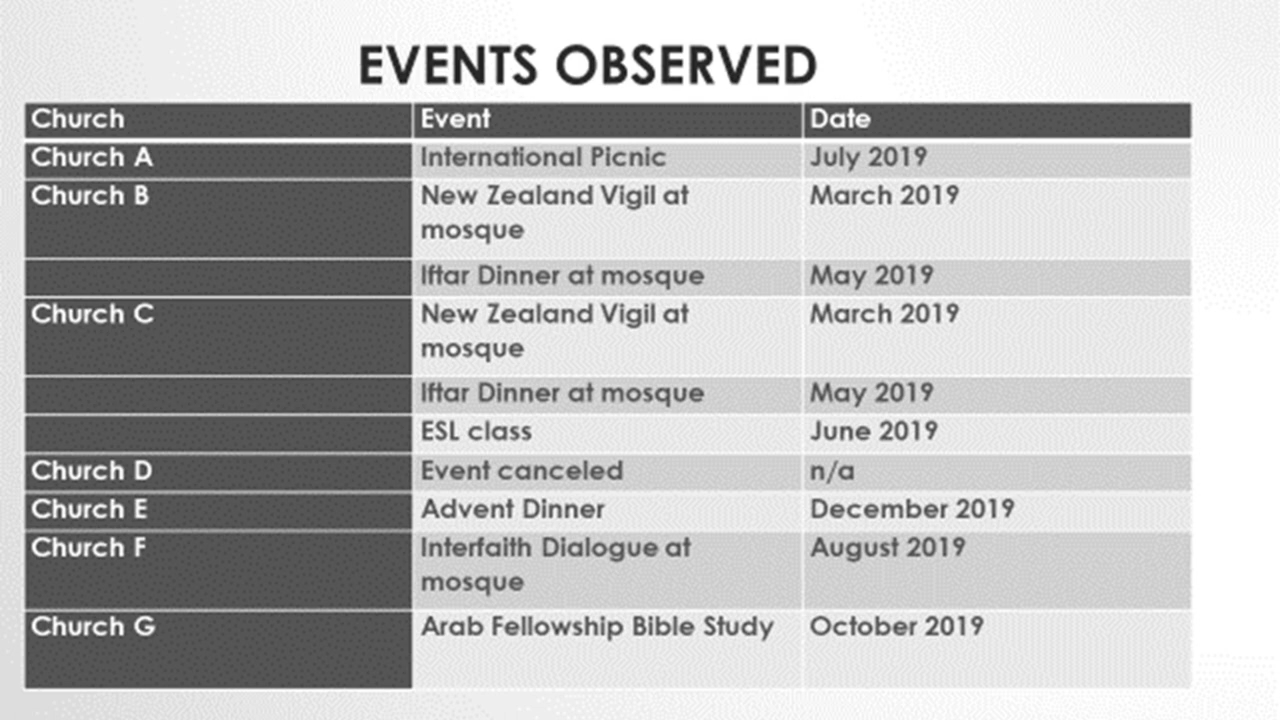 EVENTS OBSERVED
Church Event Date
Church A International Picnic July 2019
Church B New Zealand Vigil at March 2019
mosque
Iftar Dinner at mosque May 2019
Church C New Zealand Vigil at March 2019
mosque
Iftar Dinner at mosque May 2019
ESL class June 2019
Church D Event canceled n/a
Church E Advent Dinner December 2019
Church F Interfaith Dialogue at August 2019
mosque
Church G Arab Fellowship Bible Study October 2019